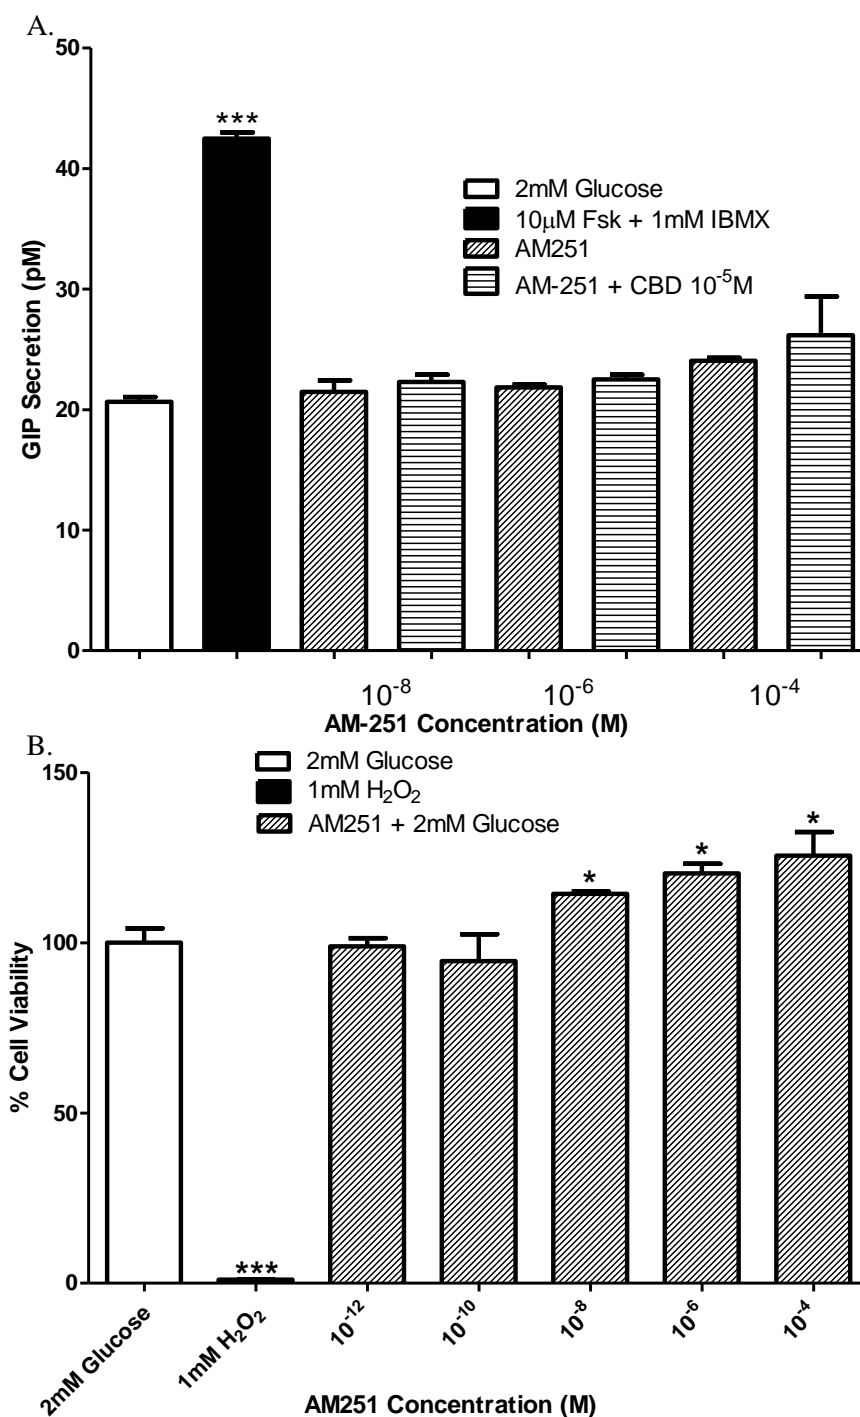 A.
50
40
30
20
10
0
GIP Secretion (pM)
***
2mM Glucose
10μM Fsk + 1mM IBMX
AM251
AM-251 + CBD 10⁻⁵M
10⁻⁸ 10⁻⁶ 10⁻⁴
AM-251 Concentration (M)
B.
150
100
50
0
% Cell Viability
2mM Glucose
1mM H₂O₂
AM251 + 2mM Glucose
***
*
*
*
2mM Glucose
1mM H₂O₂
10⁻¹²
10⁻¹⁰
10⁻⁸
10⁻⁶
10⁻⁴
AM251 Concentration (M)